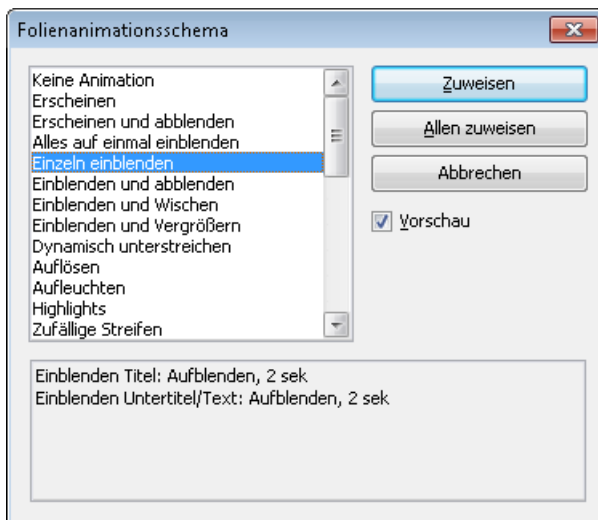 Folienanimationsschema
Keine Animation
Erscheinen
Erscheinen und abblenden
Alles auf einmal einblenden
Einzeln einblenden
Einblenden und abblenden
Einblenden und Wischen
Einblenden und Vergrößern
Dynamisch unterstreichen
Auflösen
Aufleuchten
Highlights
Zufällige Streifen
Zuweisen
Allen zuweisen
Abbrechen
Vorschau
Einblenden Titel: Aufblenden, 2 sek
Einblenden Untertitel/Text: Aufblenden, 2 sek